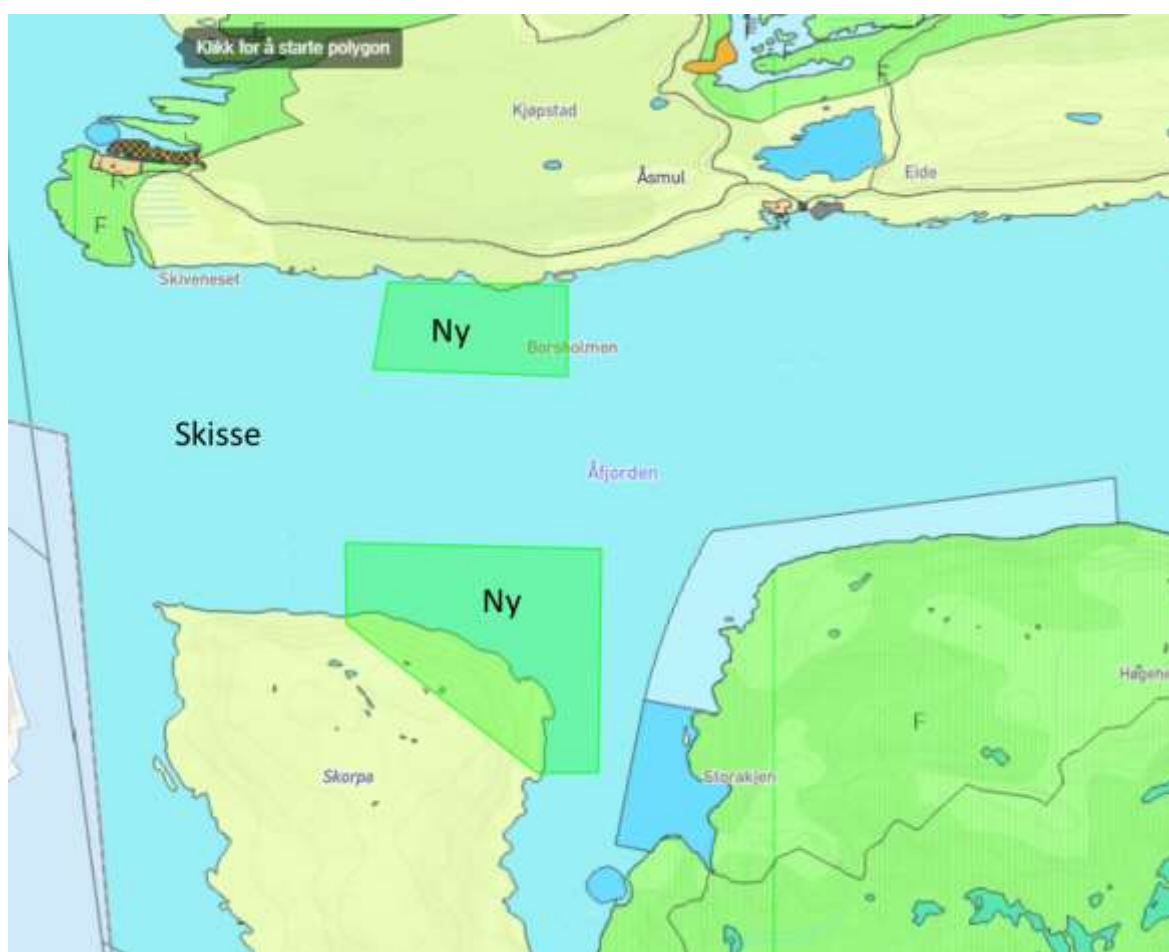 Klikk for å starte polygon
Kjøpstad
Åsmul
Eide
F
Skiveneset
Ny
Borsholmen
Skisse
Åfjorden
Ny
Skorpa
Storakjen
F